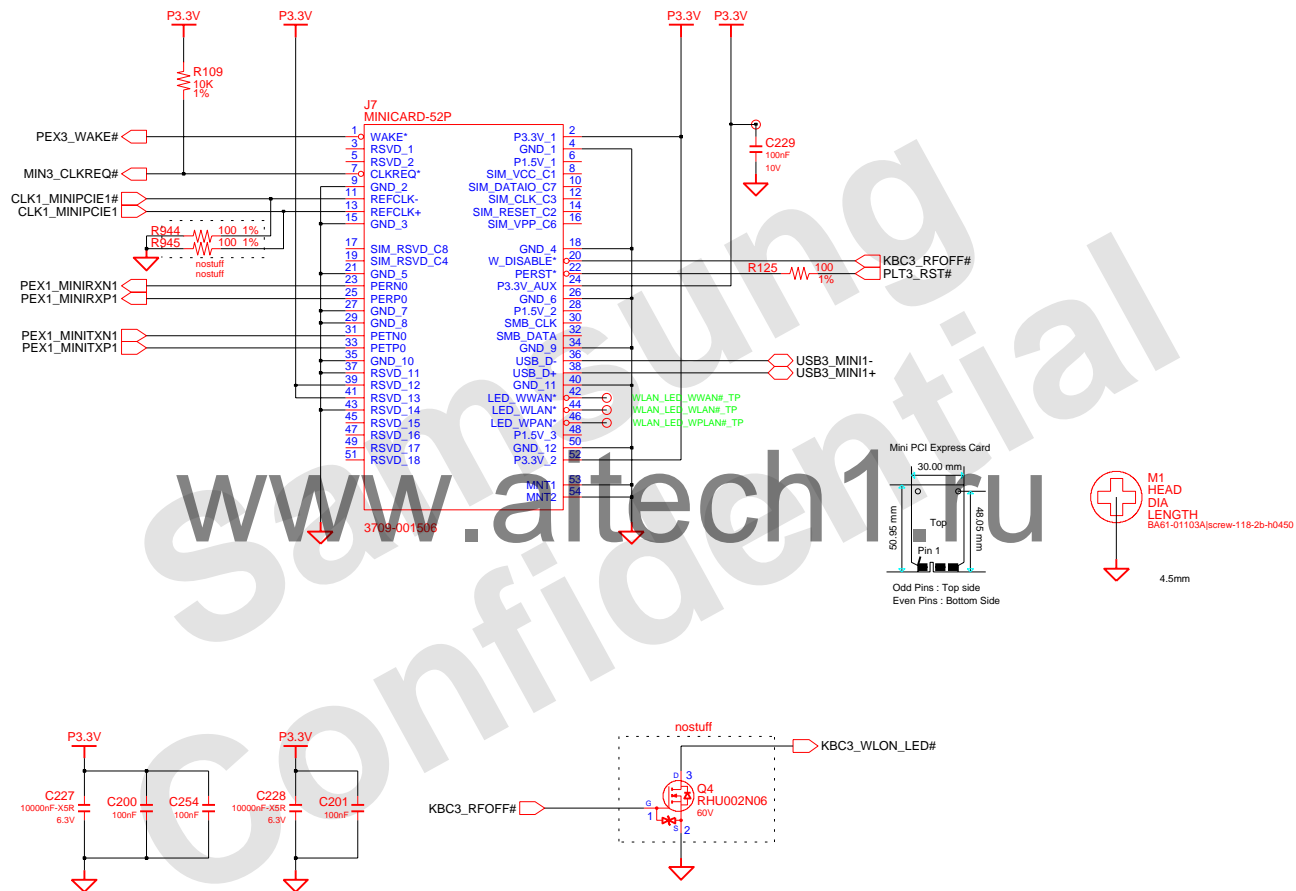 P3.3V
P3.3V
P3.3V
P3.3V
R109
10K
1%
J7
MINICARD-52P
PEX3_WAKE#
MIN3_CLKREQ#
CLK1_MINIPCIE1#
CLK1_MINIPCIE1
R944 100 1%
R945 100 1%
nostuff
nostuff
PEX1_MINIRXN1
PEX1_MINIRXP1
PEX1_MINITXN1
PEX1_MINITXP1
1 WAKE*
3 RSVD_1
5 RSVD_2
7 CLKREQ*
9 GND_2
11 REFCLK-
13 REFCLK+
15 GND_3
17 SIM_RSVD_C8
19 SIM_RSVD_C4
21 GND_5
23 PERN0
25 PERP0
27 GND_7
29 GND_8
31 PETN0
33 PETP0
35 GND_10
37 RSVD_11
39 RSVD_12
41 RSVD_13
43 RSVD_14
45 RSVD_15
47 RSVD_16
49 RSVD_17
51 RSVD_18
P3.3V_1 2
GND_1 4
P1.5V_1 6
SIM_VCC_C1 8
SIM_DATAIO_C7 10
SIM_CLK_C3 12
SIM_RESET_C2 14
SIM_VPP_C6 16
GND_4 18
W_DISABLE* 20
PERST* 22
P3.3V_AUX 24
GND_6 26
P1.5V_2 28
SMB_CLK 30
SMB_DATA 32
GND_9 34
USB_D- 36
USB_D+ 38
GND_11 40
LED_WWAN* 42
LED_WLAN* 44
LED_WPAN* 46
P1.5V_3 48
GND_12 50
P3.3V_2 52
MNT1 53
MNT2 54
3709-001506
C229
100nF
10V
KBC3_RFOFF#
R125 100
1%
PLT3_RST#
USB3_MINI1-
USB3_MINI1+
WLAN_LED_WWAN#_TP
WLAN_LED_WLAN#_TP
WLAN_LED_WPLAN#_TP
Samsung
Confidential
www.aitech1.ru
Mini PCI Express Card
30.00 mm
50.95 mm
48.05 mm
Top
Pin 1
Odd Pins : Top side
Even Pins : Bottom Side
M1
HEAD
DIA
LENGTH
BA61-01103A|screw-118-2b-h0450
4.5mm
P3.3V
C227
10000nF-X5R
6.3V
C200
100nF
C254
100nF
P3.3V
C228
10000nF-X5R
6.3V
C201
100nF
nostuff
KBC3_WLON_LED#
KBC3_RFOFF#
D 3
G
1
S 2
Q4
RHU002N06
60V